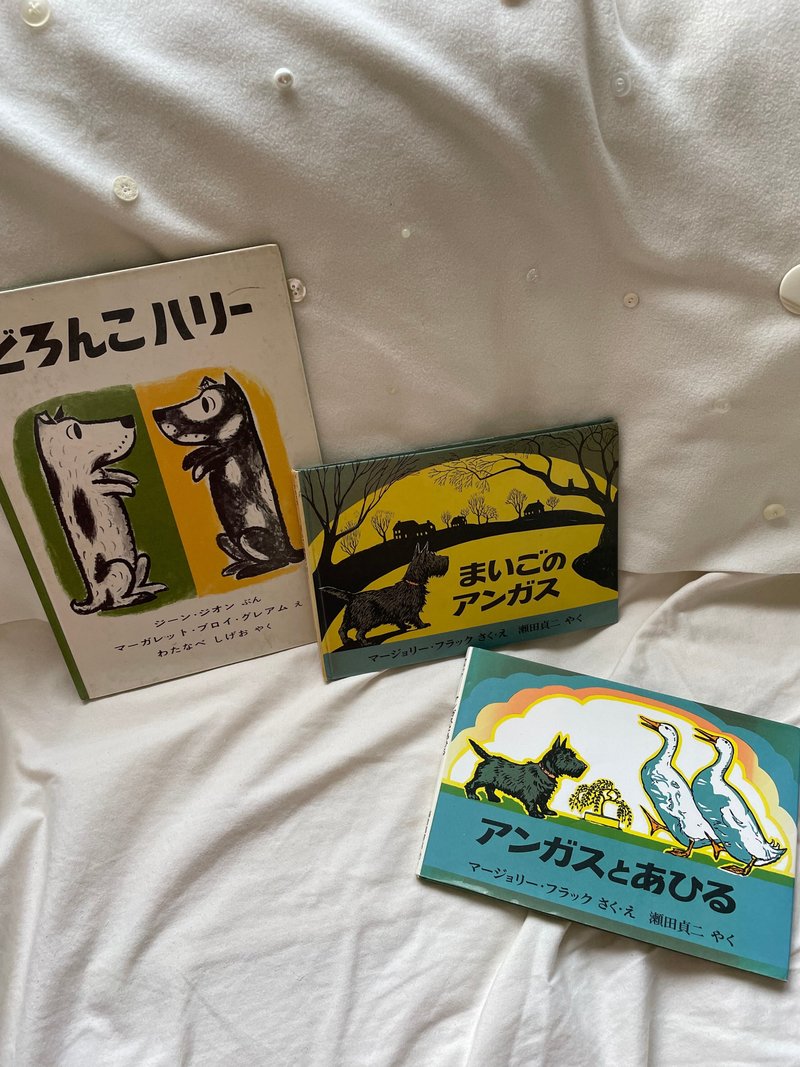 どろんこハリー
ジーン・ジオン ぶん
マーガレット・ブロイ・グレアム え
わたなべ しげお やく
まいごの
アンガス
マージョリー・フラック さく・え 瀬田貞二 やく
アンガスとあひる
マージョリー・フラック さく・え 瀬田貞二 やく